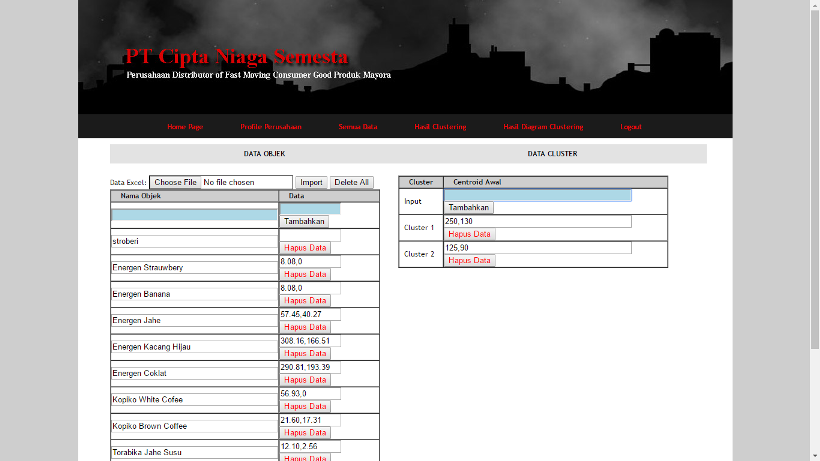 PT Cipta Niaga Semesta
Perusahaan Distributor of Fast Moving Consumer Good Produk Mayora
Home Page Profile Perusahaan Semua Data Hasil Clustering Hasil Diagram Clustering Logout
DATA OBJEK
Data Excel: Choose File No file chosen Import Delete All
Nama Objek Data
Tambahkan
stroberi
Hapus Data
Energen Strauwbery 8.08,0
Hapus Data
Energen Banana 8.08,0
Hapus Data
Energen Jahe 57.45,40.27
Hapus Data
Energen Kacang Hijau 308.16,166.51
Hapus Data
Energen Coklat 290.81,193.39
Hapus Data
Kopiko White Cofee 56.93,0
Hapus Data
Kopiko Brown Coffee 21.60,17.31
Hapus Data
Torabika Jahe Susu 12.10,2.56
Hapus Data
DATA CLUSTER
Cluster Centroid Awal
Input
Tambahkan
Cluster 1 250,130
Hapus Data
Cluster 2 125,90
Hapus Data